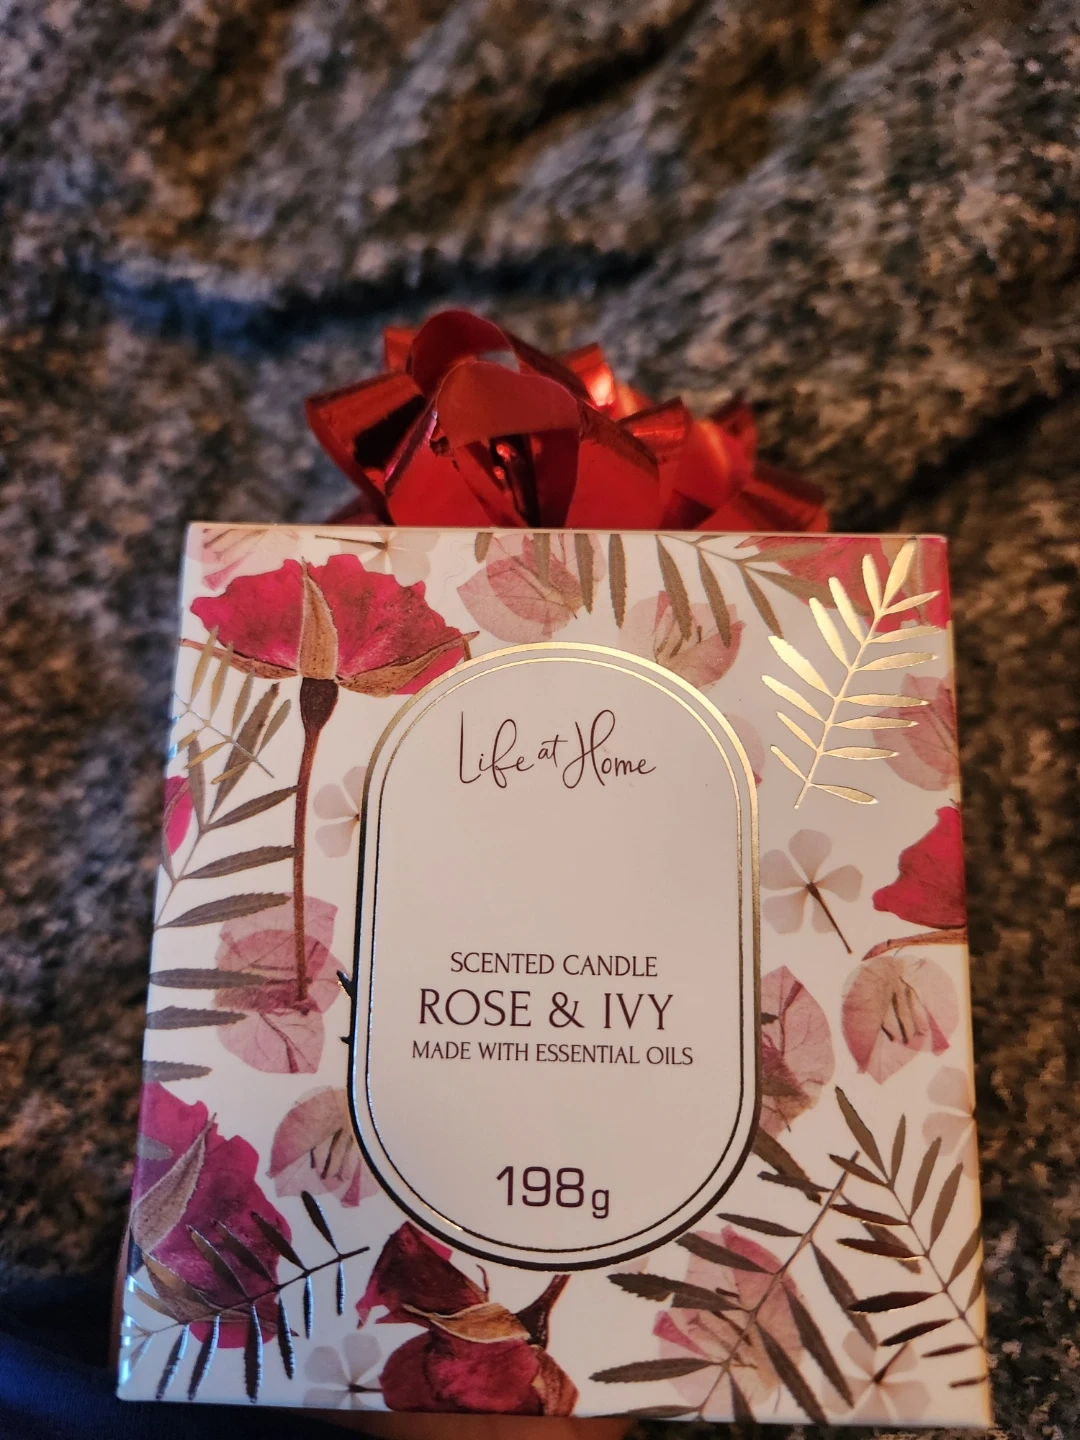 Life at Home
SCENTED CANDLE
ROSE & IVY
MADE WITH ESSENTIAL OILS
198g